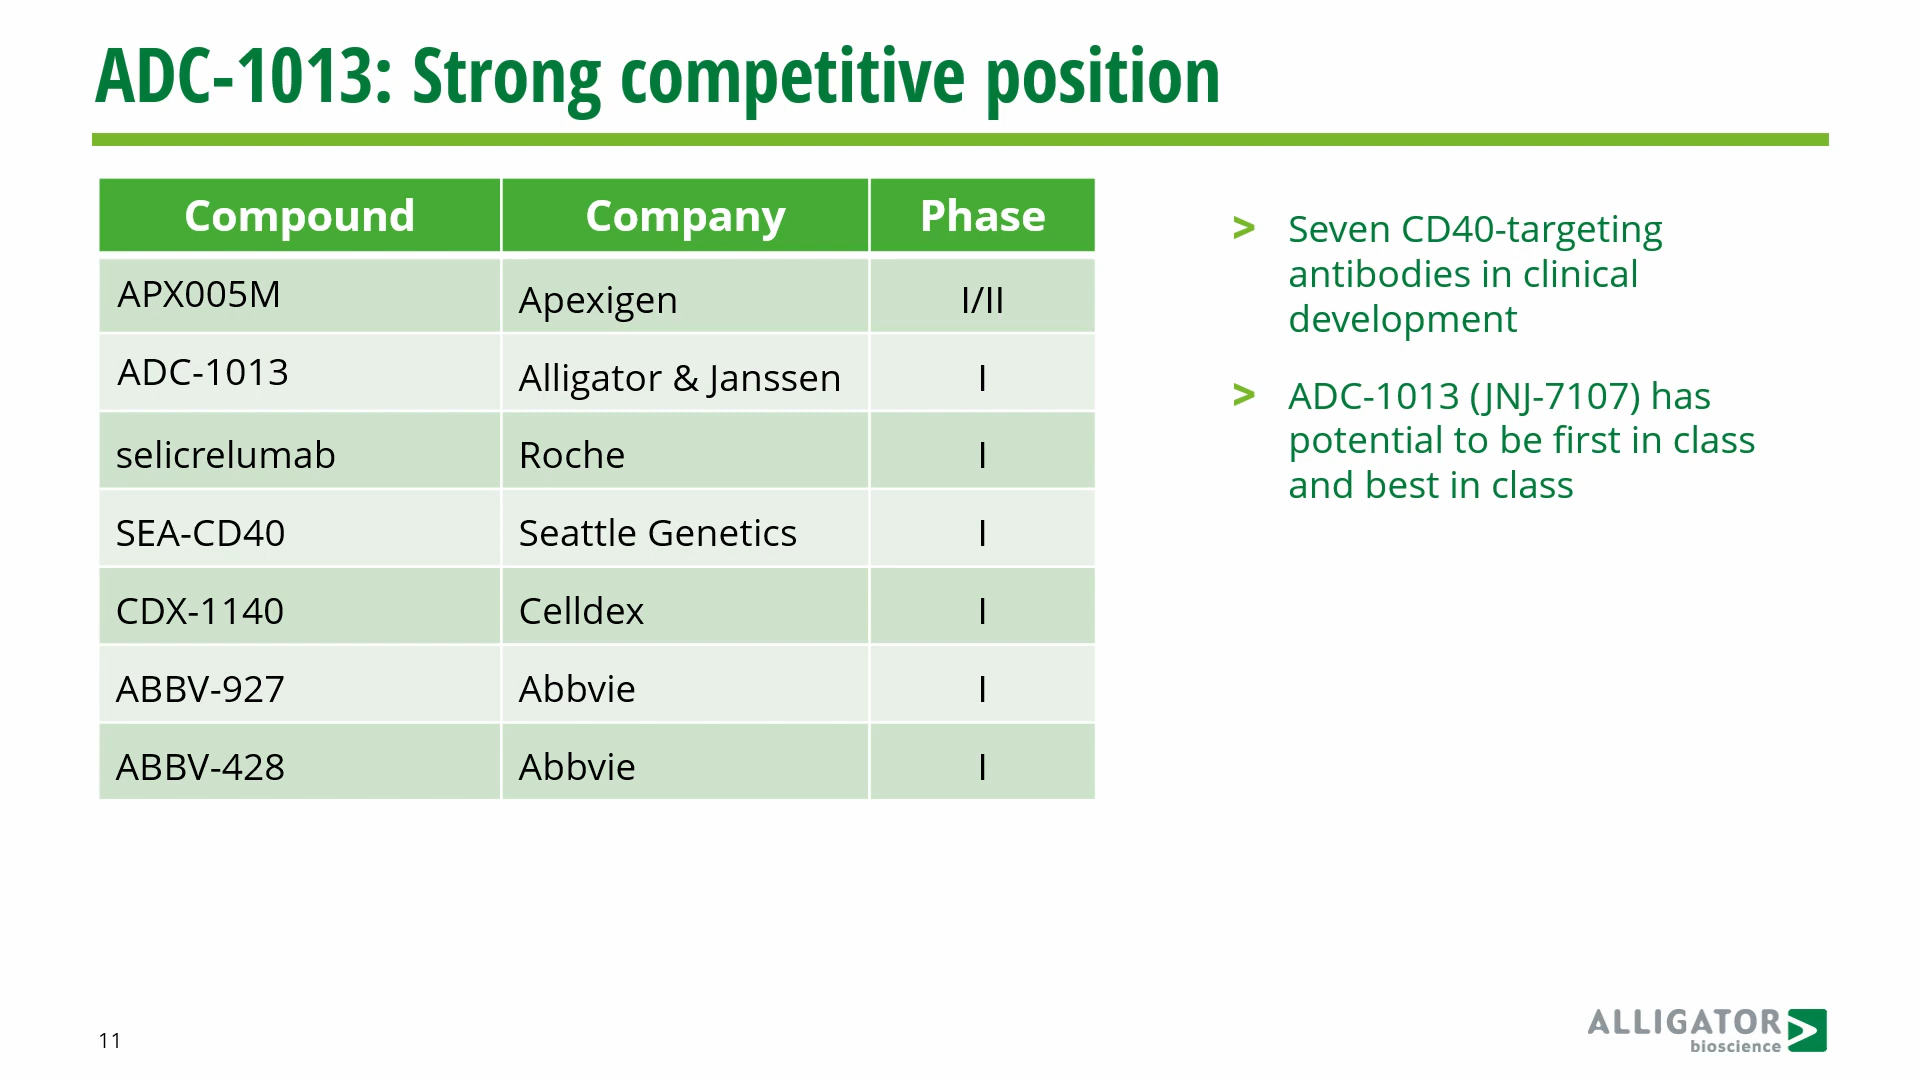 ADC-1013: Strong competitive position
Compound Company Phase
APX005M Apexigen I/II
ADC-1013 Alligator & Janssen I
selicrelumab Roche I
SEA-CD40 Seattle Genetics I
CDX-1140 Celldex I
ABBV-927 Abbvie I
ABBV-428 Abbvie I
> Seven CD40-targeting
antibodies in clinical
development
> ADC-1013 (JNJ-7107) has
potential to be first in class
and best in class
11
ALLIGATOR
bioscience